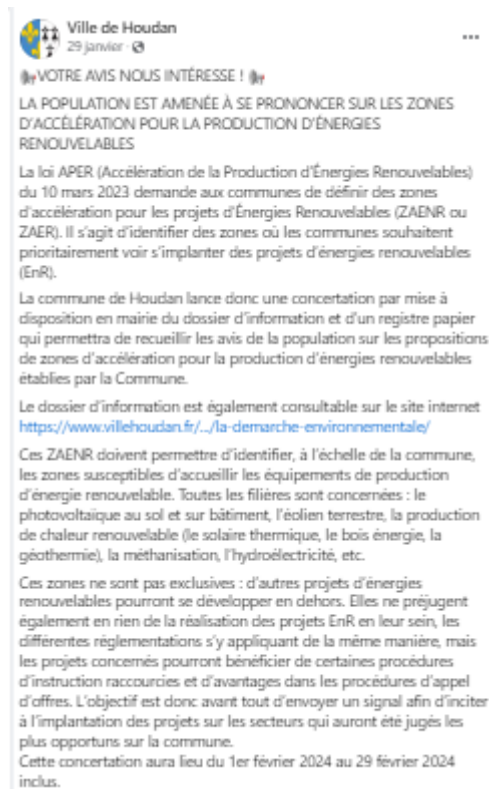 Ville de Houdan
29 janvier ·
VOTRE AVIS NOUS INTÉRESSE !
LA POPULATION EST AMENÉE À SE PRONONCER SUR LES ZONES
D'ACCÉLÉRATION POUR LA PRODUCTION D'ÉNERGIES
RENOUVELABLES
La loi APER (Accélération de la Production d'Énergies Renouvelables)
du 10 mars 2023 demande aux communes de définir des zones
d'accélération pour les projets d'Énergies Renouvelables (ZAENR ou
ZAER). Il s'agit d'identifier des zones où les communes souhaitent
prioritairement voir s'implanter des projets d'énergies renouvelables
(EnR).
La commune de Houdan lance donc une concertation par mise à
disposition en mairie du dossier d'information et d'un registre papier
qui permettra de recueillir les avis de la population sur les propositions
de zones d'accélération pour la production d'énergies renouvelables
établies par la Commune.
Le dossier d'information est également consultable sur le site internet
https://www.villehoudan.fr/.../la-demarche-environnementale/
Ces ZAENR doivent permettre d'identifier, à l'échelle de la commune,
les zones susceptibles d'accueillir les équipements de production
d'énergie renouvelable. Toutes les filières sont concernées : le
photovoltaïque au sol et sur bâtiment, l'éolien terrestre, la production
de chaleur renouvelable (le solaire thermique, le bois énergie, la
géothermie), la méthanisation, l'hydroélectricité, etc.
Ces zones ne sont pas exclusives : d'autres projets d'énergies
renouvelables pourront se développer en dehors. Elles ne préjugent
également en rien de la réalisation des projets EnR en leur sein, les
différentes réglementations s'y appliquant de la même manière, mais
les projets concernés pourront bénéficier de certaines procédures
d'instruction raccourcies et d'avantages dans les procédures d'appel
d'offres. L'objectif est donc avant tout d'envoyer un signal afin d'inciter
à l'implantation des projets sur les secteurs qui auront été jugés les
plus opportuns sur la commune.
Cette concertation aura lieu du 1er février 2024 au 29 février 2024
inclus.